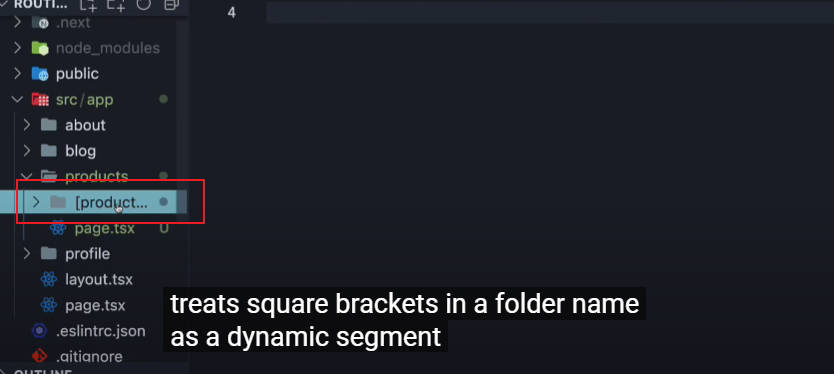 ROUTI...
4
.next
node_modules
public
src/app
about
blog
products
[product...
page.tsx U
profile
layout.tsx
page.tsx
treats square brackets in a folder name
as a dynamic segment
.eslintrc.json
.gitignore
OUTLINE